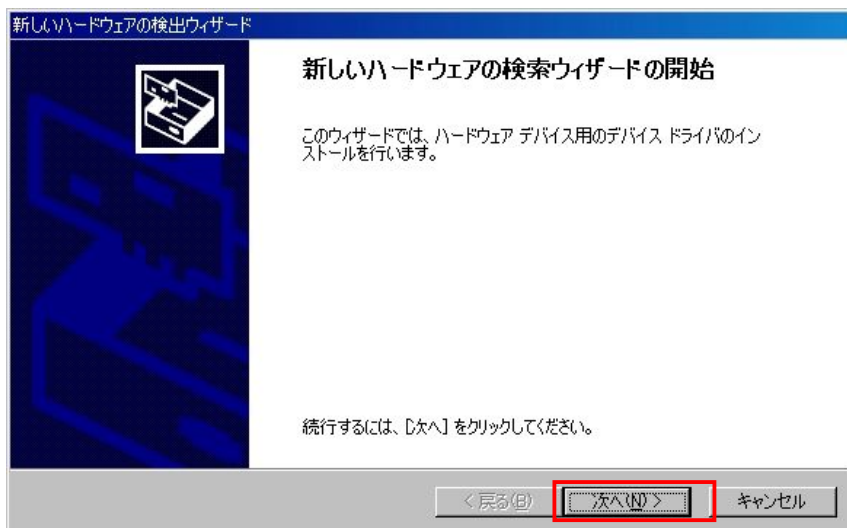 新しいハードウェアの検出ウィザード
新しいハードウェアの検索ウィザードの開始
このウィザードでは、ハードウェア デバイス用のデバイス ドライバのイン
ストールを行います。
続行するには、[次へ] をクリックしてください。
< 戻る(B)
次へ(N) >
キャンセル